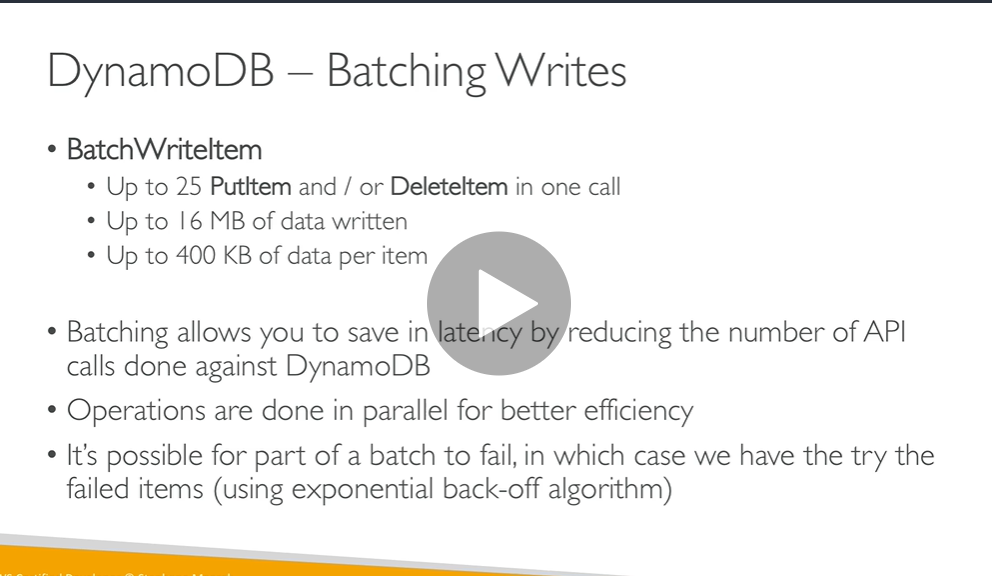 DynamoDB – Batching Writes
• BatchWriteItem
• Up to 25 PutItem and / or DeleteItem in one call
• Up to 16 MB of data written
• Up to 400 KB of data per item
• Batching allows you to save in latency by reducing the number of API
calls done against DynamoDB
• Operations are done in parallel for better efficiency
• It's possible for part of a batch to fail, in which case we have the try the
failed items (using exponential back-off algorithm)